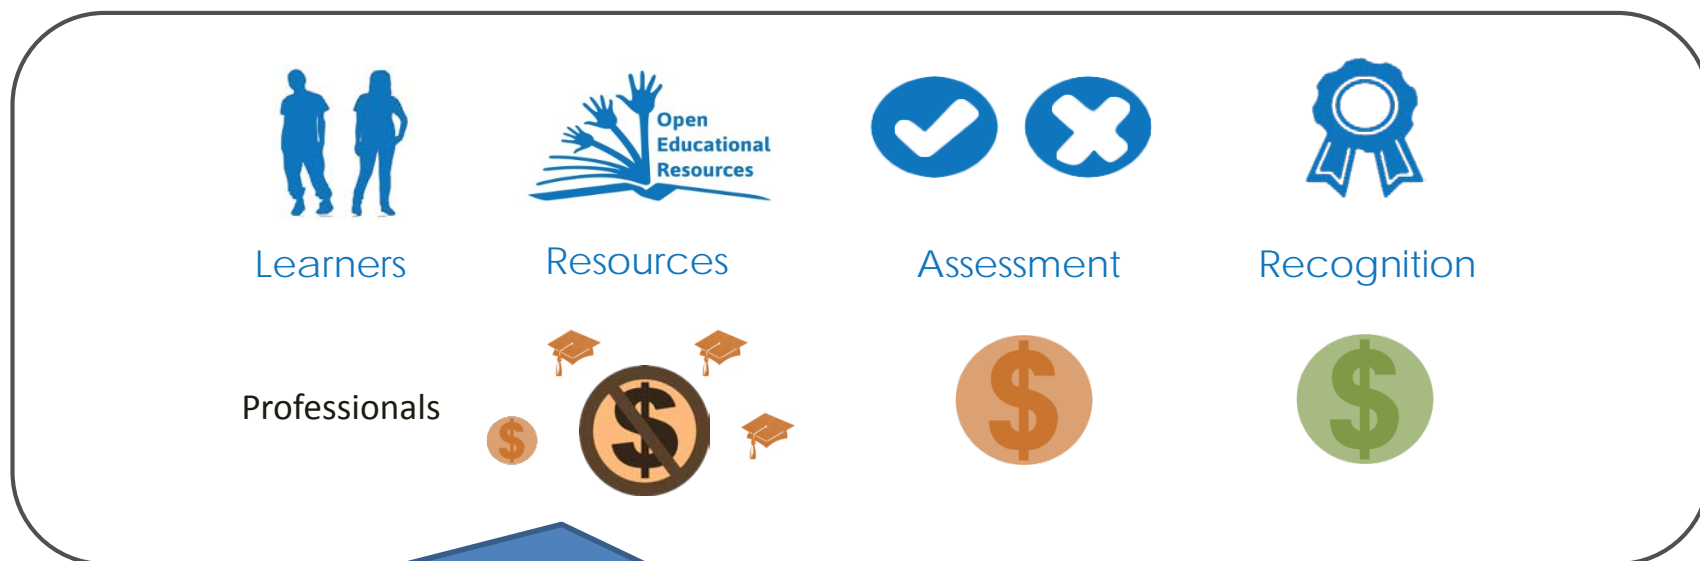 Open
Educational
Resources
Learners
Resources
Assessment
Recognition
Professionals
$
$
$
$